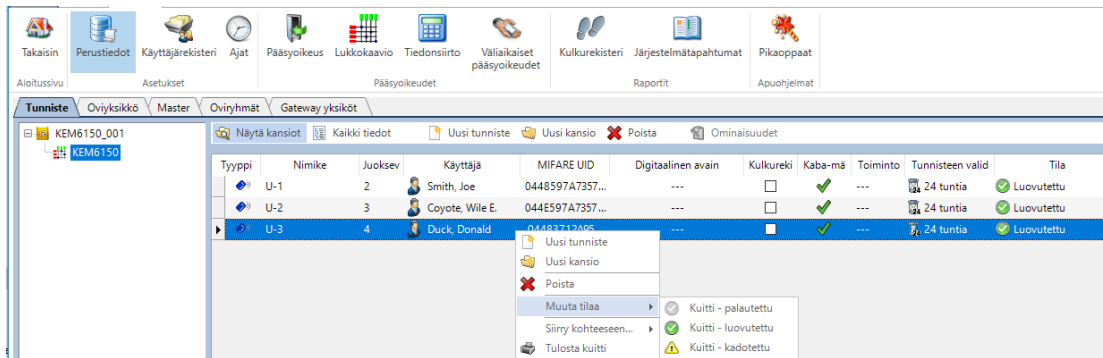 Takaisin Perustiedot Käyttäjärekisteri Ajat Pääsyoikeus Lukkokaavio Tiedonsiirto Väliaikaiset pääsyoikeudet Kulkurekisteri Järjestelmätapahtumat Pikaoppaat
Aloitussivu Asetukset Pääsyoikeudet Raportit Apuohjelmat
Tunniste Oviyksikkö Master Oviryhmät Gateway yksiköt
KEM6150_001
KEM6150
Näytä kansiot Kaikki tiedot Uusi tunniste Uusi kansio Poista Ominaisuudet
Tyyppi Nimike Juoksev Käyttäjä MIFARE UID Digitaalinen avain Kulkureki Kaba-mä Toiminto Tunnisteen valid Tila
U-1 2 Smith, Joe 0448597A7357... --- --- 24 tuntia Luovutettu
U-2 3 Coyote, Wile E. 044E597A7357... --- --- 24 tuntia Luovutettu
U-3 4 Duck, Donald --- --- 24 tuntia Luovutettu
Uusi tunniste
Uusi kansio
Poista
Muuta tilaa
Siirry kohteeseen...
Tulosta kuitti
Kuitti - palautettu
Kuitti - luovutettu
Kuitti - kadotettu